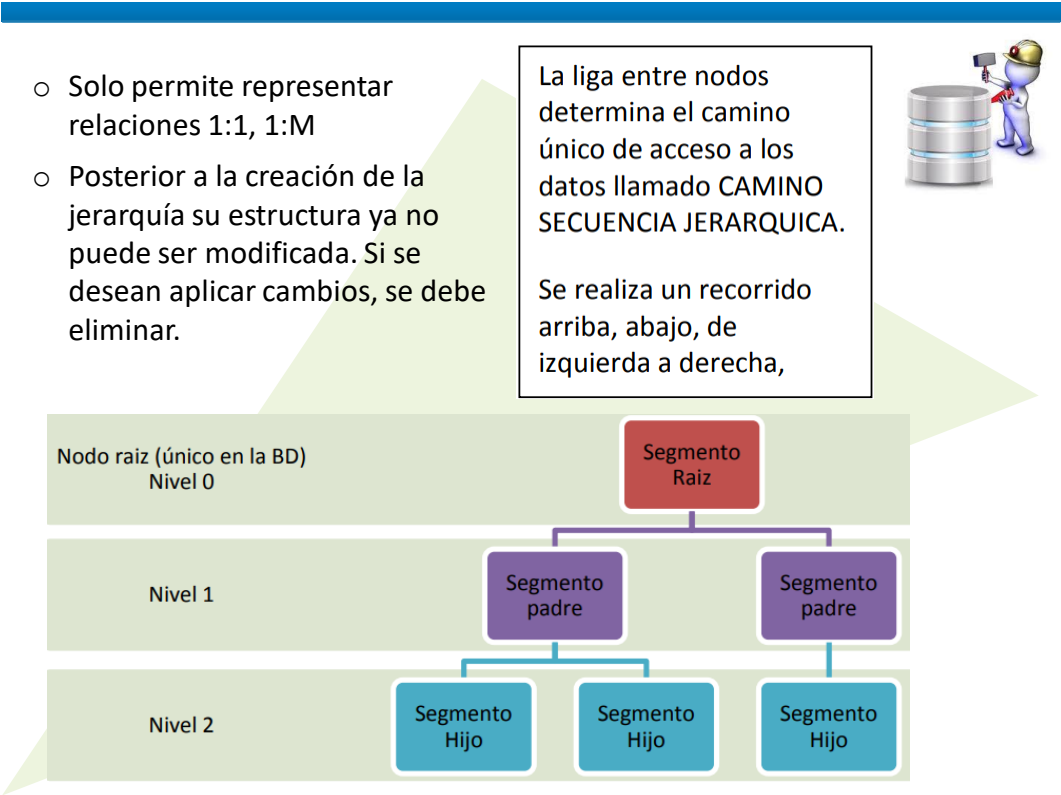 o Solo permite representar
relaciones 1:1, 1:M
o Posterior a la creación de la
jerarquía su estructura ya no
puede ser modificada. Si se
desean aplicar cambios, se debe
eliminar.
La liga entre nodos
determina el camino
único de acceso a los
datos llamado CAMINO
SECUENCIA JERARQUICA.
Se realiza un recorrido
arriba, abajo, de
izquierda a derecha,
Nodo raiz (único en la BD)
Nivel 0
Segmento
Raiz
Nivel 1
Segmento
padre
Segmento
padre
Nivel 2
Segmento
Hijo
Segmento
Hijo
Segmento
Hijo